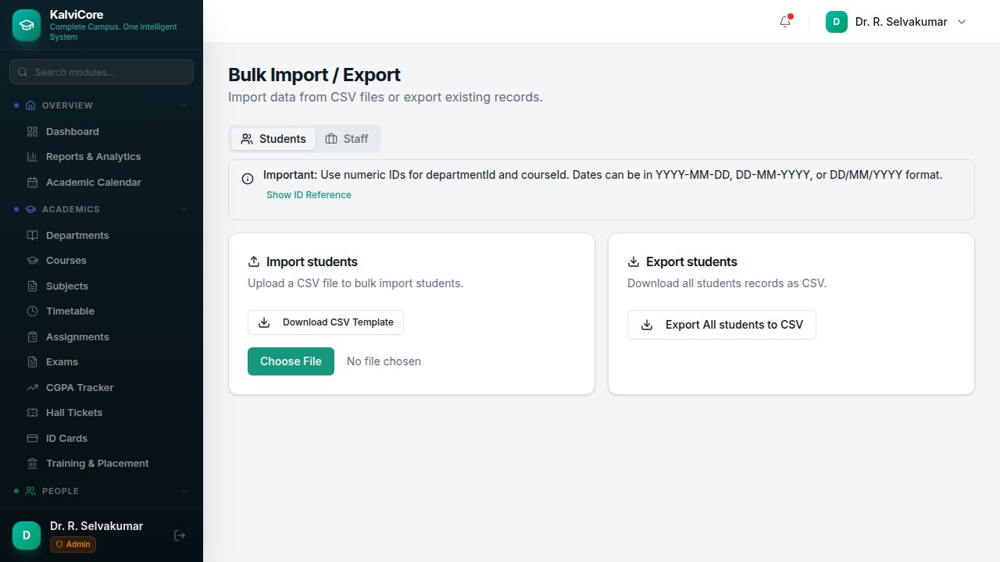 KalviCore
Complete Campus. One Intelligent
System
Search modules...
OVERVIEW
Dashboard
Reports & Analytics
Academic Calendar
ACADEMICS
Departments
Courses
Subjects
Timetable
Assignments
Exams
CGPA Tracker
Hall Tickets
ID Cards
Training & Placement
PEOPLE
D
Dr. R. Selvakumar
Admin
D
Dr. R. Selvakumar
Bulk Import / Export
Import data from CSV files or export existing records.
Students
Staff
Important: Use numeric IDs for departmentId and courseId. Dates can be in YYYY-MM-DD, DD-MM-YYYY, or DD/MM/YYYY format.
Show ID Reference
Import students
Upload a CSV file to bulk import students.
Download CSV Template
Choose File
No file chosen
Export students
Download all students records as CSV.
Export All students to CSV